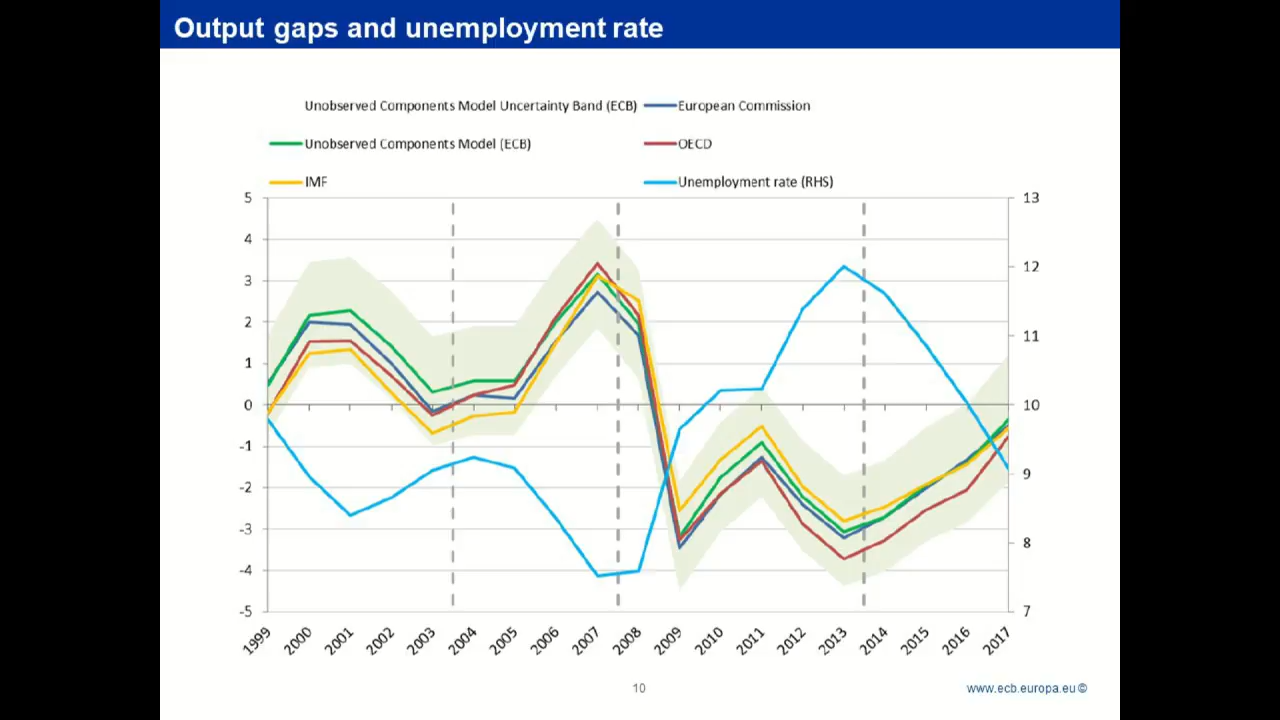 Output gaps and unemployment rate
Unobserved Components Model Uncertainty Band (ECB) European Commission
Unobserved Components Model (ECB) OECD
IMF Unemployment rate (RHS)
5 13
4
3 12
2 11
1
0 10
-1
-2 9
-3 8
-4
-5 7
1999 2000 2001 2002 2003 2004 2005 2006 2007 2008 2009 2010 2011 2012 2013 2014 2015 2016 2017
10 www.ecb.europa.eu ©